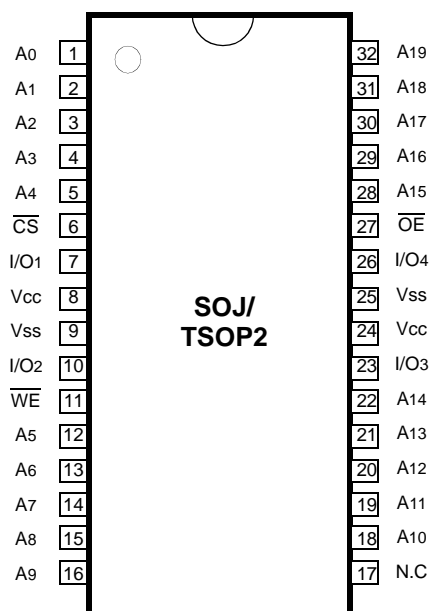 A0 1 32 A19
A1 2 31 A18
A2 3 30 A17
A3 4 29 A16
A4 5 28 A15
C̅S̅ 6 27 O̅E̅
I/O1 7 26 I/O4
Vcc 8 25 Vss
Vss 9 24 Vcc
I/O2 10 23 I/O3
W̅E̅ 11 22 A14
A5 12 21 A13
A6 13 20 A12
A7 14 19 A11
A8 15 18 A10
A9 16 17 N.C
SOJ/
TSOP2